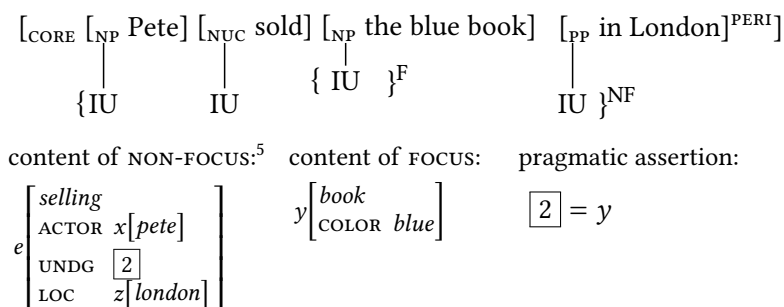 [CORE [NP Pete] [NUC sold] [NP the blue book] [PP in London]PERI]
{IU IU { IU }F IU }NF
content of NON-FOCUS:5 content of FOCUS: pragmatic assertion:
e[selling
ACTOR x[pete]
UNDG 2
LOC z[london]]
y[book
COLOR blue]
2 = y